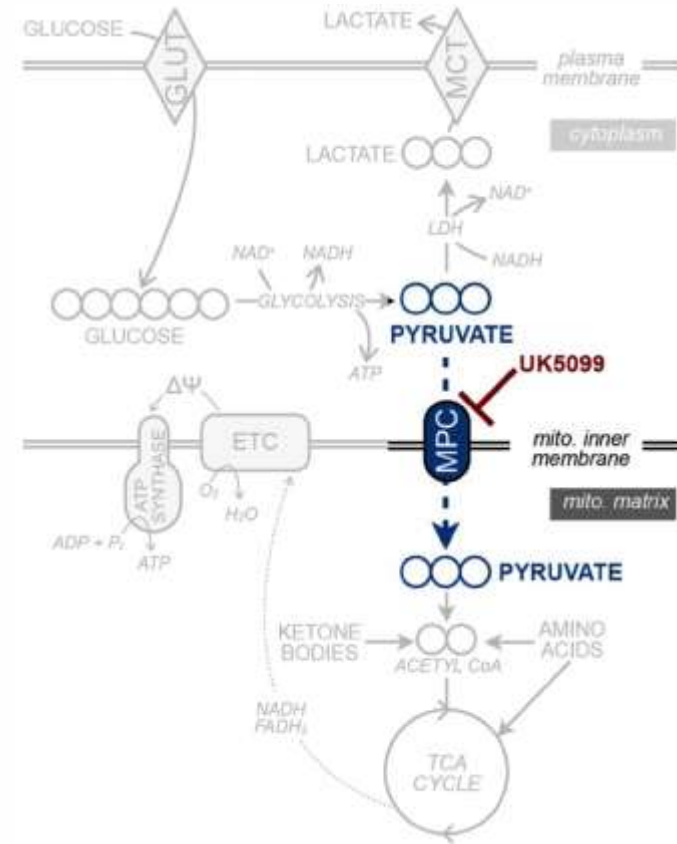 GLUCOSE
LACTATE
GLUT
MCT
plasma
membrane
cytoplasm
LACTATE
NAD⁺
LDH
NAD⁺
NADH
NADH
GLYCOLYSIS
GLUCOSE
PYRUVATE
ATP
UK5099
ΔΨ
ETC
MPC
mito. inner
membrane
ATP
SYNTHASE
O₂
H₂O
mito. matrix
ADP + Pᵢ
ATP
PYRUVATE
KETONE
BODIES
AMINO
ACIDS
ACETYL CoA
NADH
FADH₂
TCA
CYCLE